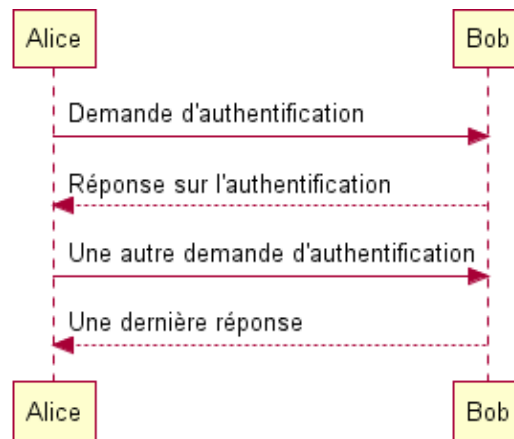 Alice
Bob
Demande d'authentification
Réponse sur l'authentification
Une autre demande d'authentification
Une dernière réponse
Alice
Bob